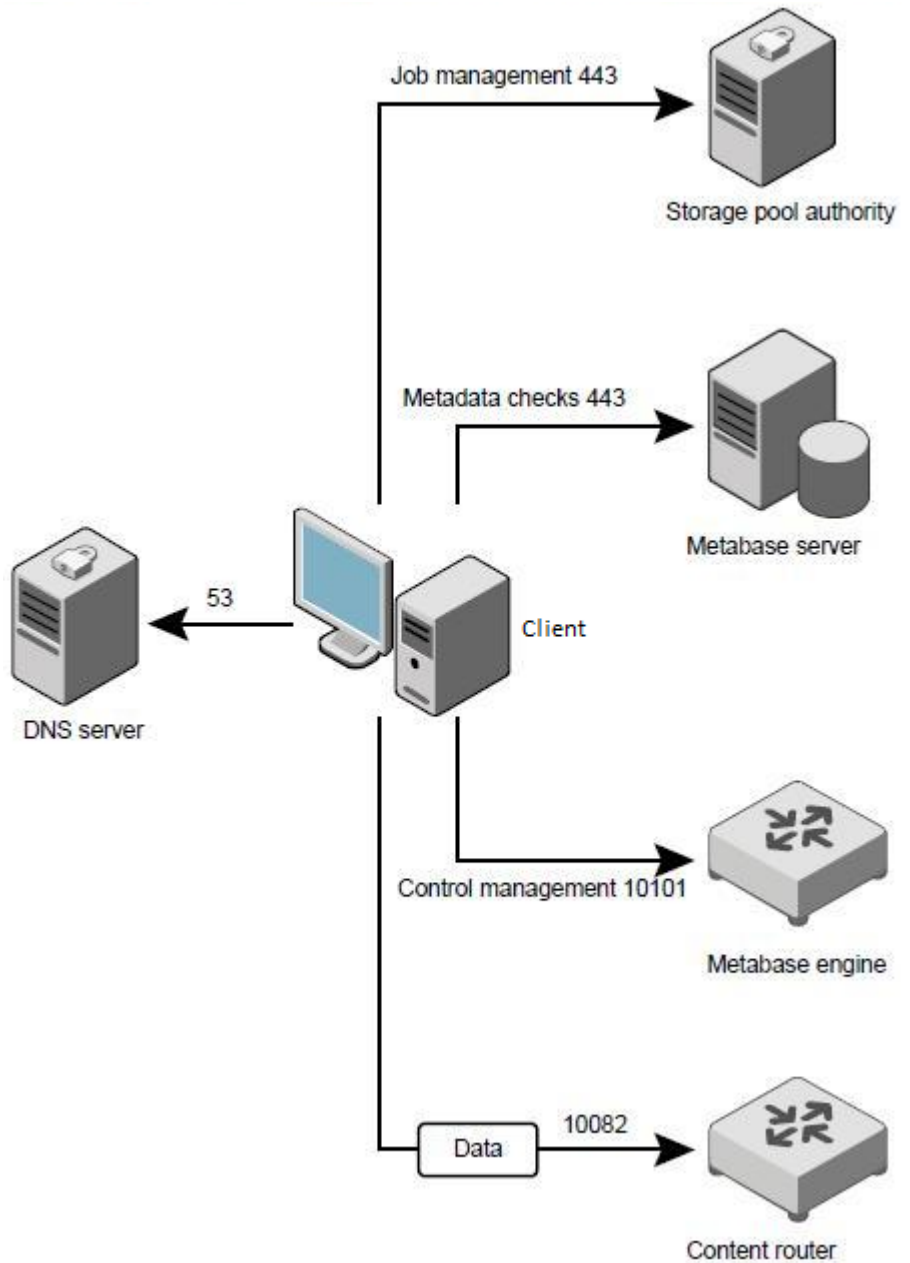 Job management 443
Storage pool authority
Metadata checks 443
Metabase server
53
Client
DNS server
Control management 10101
Metabase engine
10082
Data
Content router